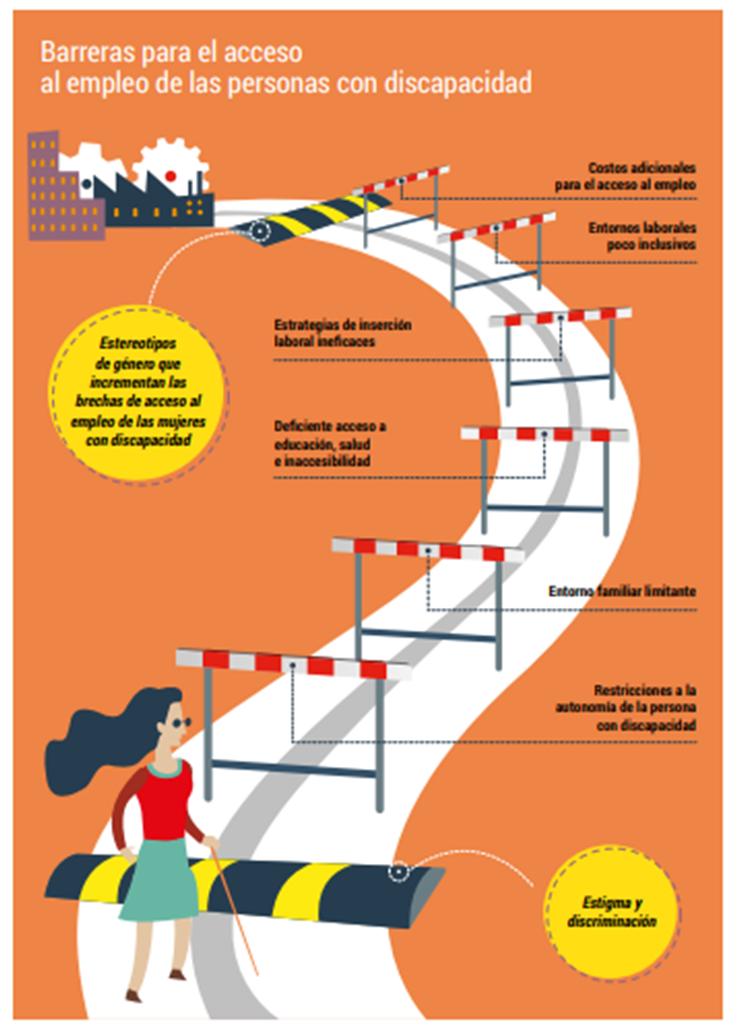 Barreras para el acceso
al empleo de las personas con discapacidad
Costos adicionales
para el acceso al empleo
Entornos laborales
poco inclusivos
Estrategias de inserción
laboral ineficaces
Estereotipos
de género que
incrementan las
brechas de acceso al
empleo de las mujeres
con discapacidad
Deficiente acceso a
educación, salud
e inaccesibilidad
Entorno familiar limitante
Restricciones a la
autonomía de la persona
con discapacidad
Estigma y
discriminación